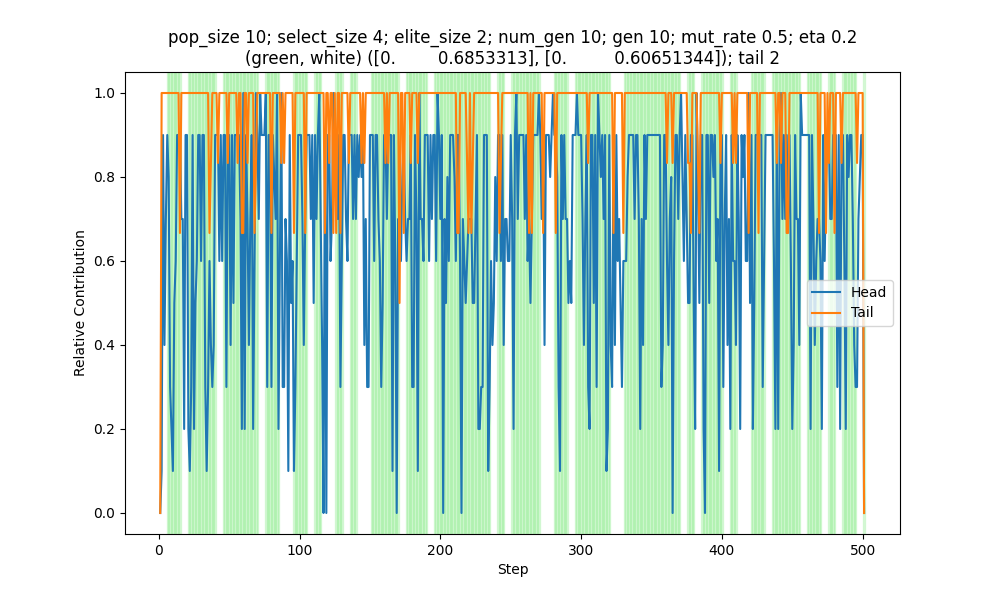 pop_size 10; select_size 4; elite_size 2; num_gen 10; gen 10; mut_rate 0.5; eta 0.2
(green, white) ([0. 0.6853313], [0. 0.60651344]); tail 2
1.0
0.8
0.6
0.4
0.2
0.0
Relative Contribution
Head
Tail
0 100 200 300 400 500
Step